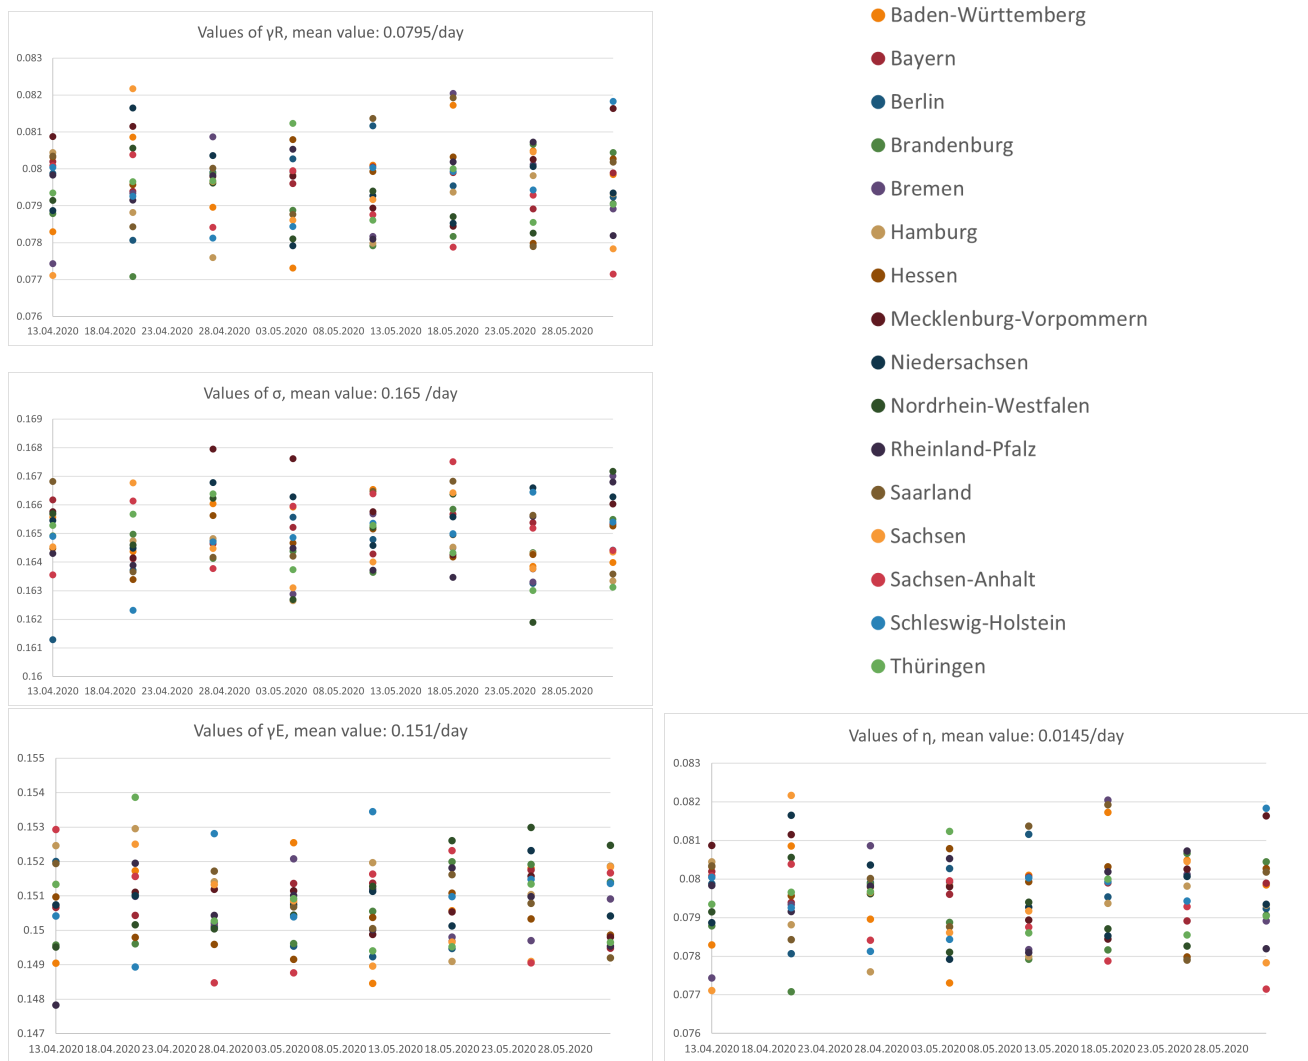 Values of γR, mean value: 0.0795/day
0.083
0.082
0.081
0.08
0.079
0.078
0.077
0.076
13.04.2020 18.04.2020 23.04.2020 28.04.2020 03.05.2020 08.05.2020 13.05.2020 18.05.2020 23.05.2020 28.05.2020
Baden-Württemberg
Bayern
Berlin
Brandenburg
Bremen
Hamburg
Hessen
Mecklenburg-Vorpommern
Niedersachsen
Nordrhein-Westfalen
Rheinland-Pfalz
Saarland
Sachsen
Sachsen-Anhalt
Schleswig-Holstein
Thüringen
Values of σ, mean value: 0.165 /day
0.169
0.168
0.167
0.166
0.165
0.164
0.163
0.162
0.161
0.16
13.04.2020 18.04.2020 23.04.2020 28.04.2020 03.05.2020 08.05.2020 13.05.2020 18.05.2020 23.05.2020 28.05.2020
Values of γE, mean value: 0.151/day
0.155
0.154
0.153
0.152
0.151
0.15
0.149
0.148
0.147
13.04.2020 18.04.2020 23.04.2020 28.04.2020 03.05.2020 08.05.2020 13.05.2020 18.05.2020 23.05.2020 28.05.2020
Values of η, mean value: 0.0145/day
0.083
0.082
0.081
0.08
0.079
0.078
0.077
0.076
13.04.2020 18.04.2020 23.04.2020 28.04.2020 03.05.2020 08.05.2020 13.05.2020 18.05.2020 23.05.2020 28.05.2020